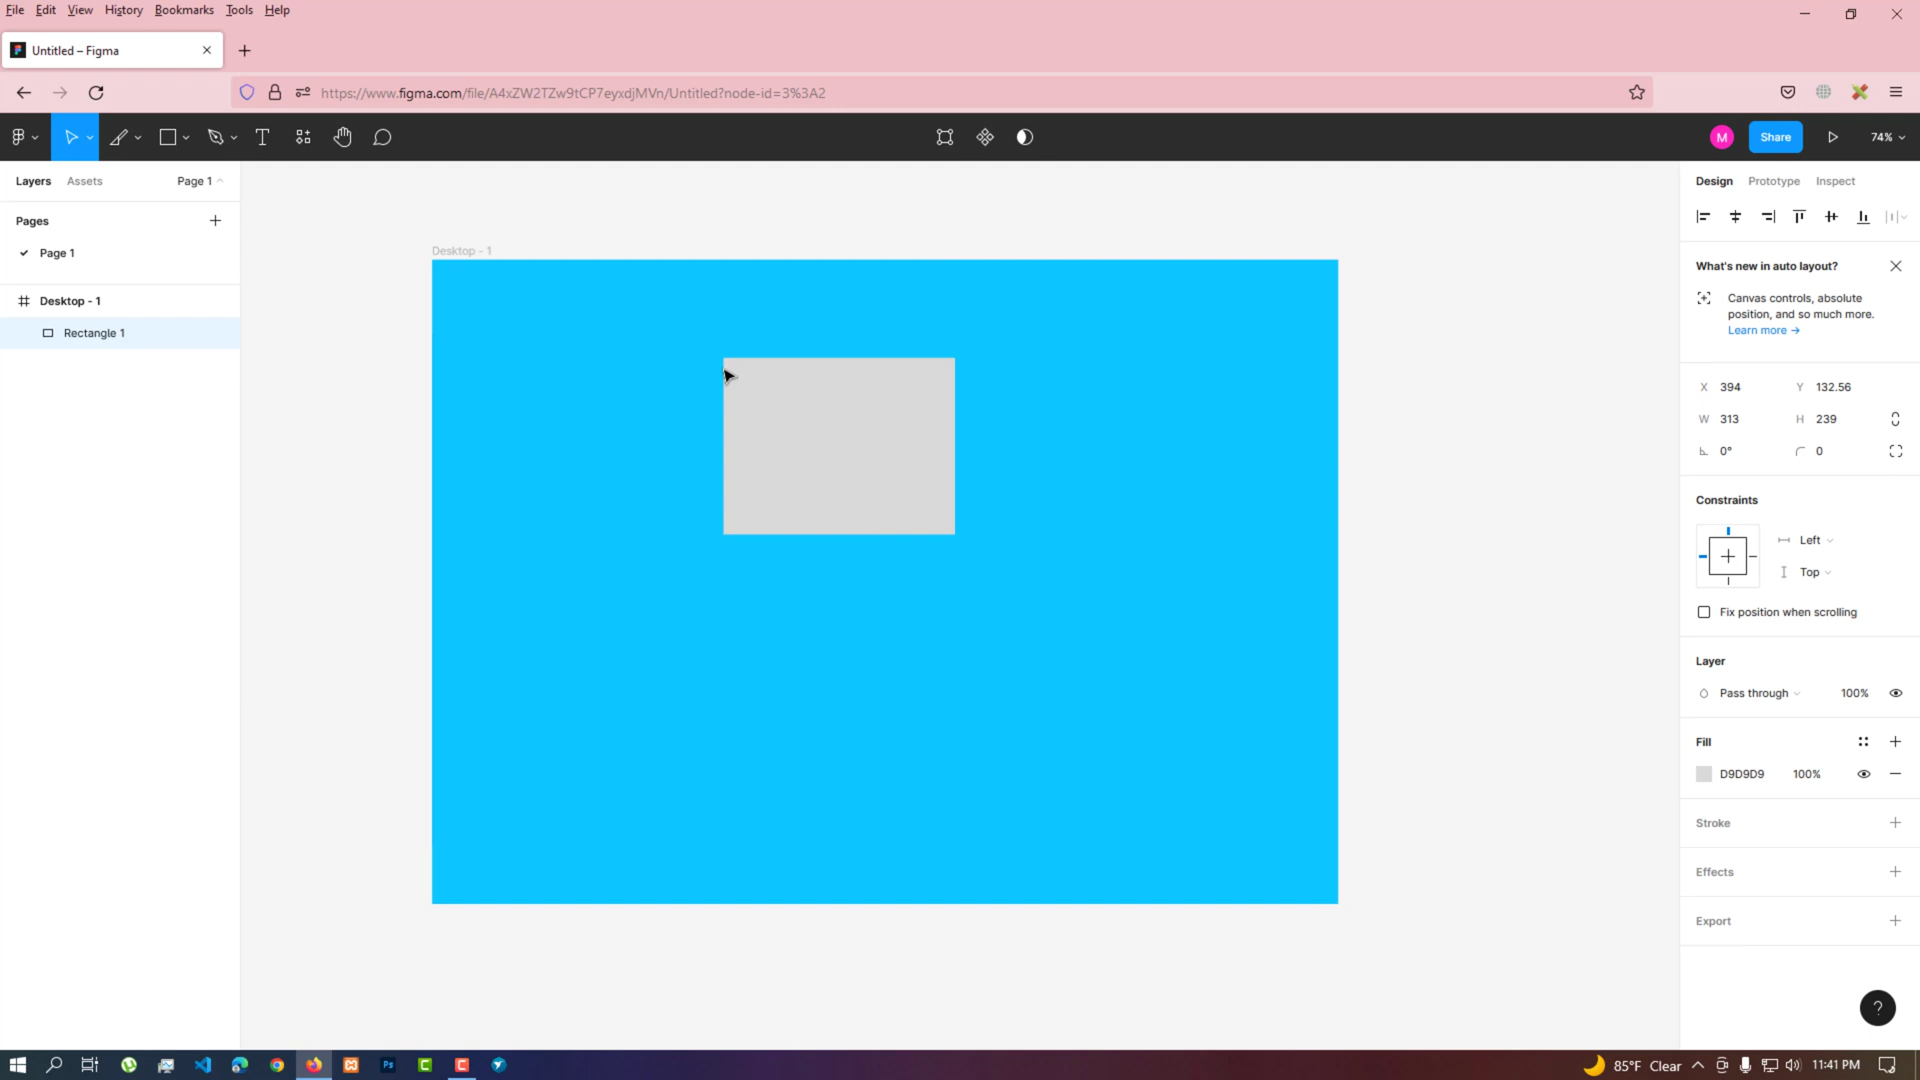 File Edit View History Bookmarks Tools Help
Untitled – Figma
https://www.figma.com/file/A4xZW2TZw9tCP7eyxdjMVn/Untitled?node-id=3%3A2
M Share 74%
Layers Assets Page 1
Pages
Page 1
Desktop - 1
Rectangle 1
Desktop - 1
Design Prototype Inspect
What's new in auto layout?
Canvas controls, absolute
position, and so much more.
Learn more →
X 394 Y 132.56
W 313 H 239
0° 0
Constraints
Left
Top
Fix position when scrolling
Layer
Pass through 100%
Fill
D9D9D9 100%
Stroke
Effects
Export
?
Ps C C
85°F Clear 11:41 PM